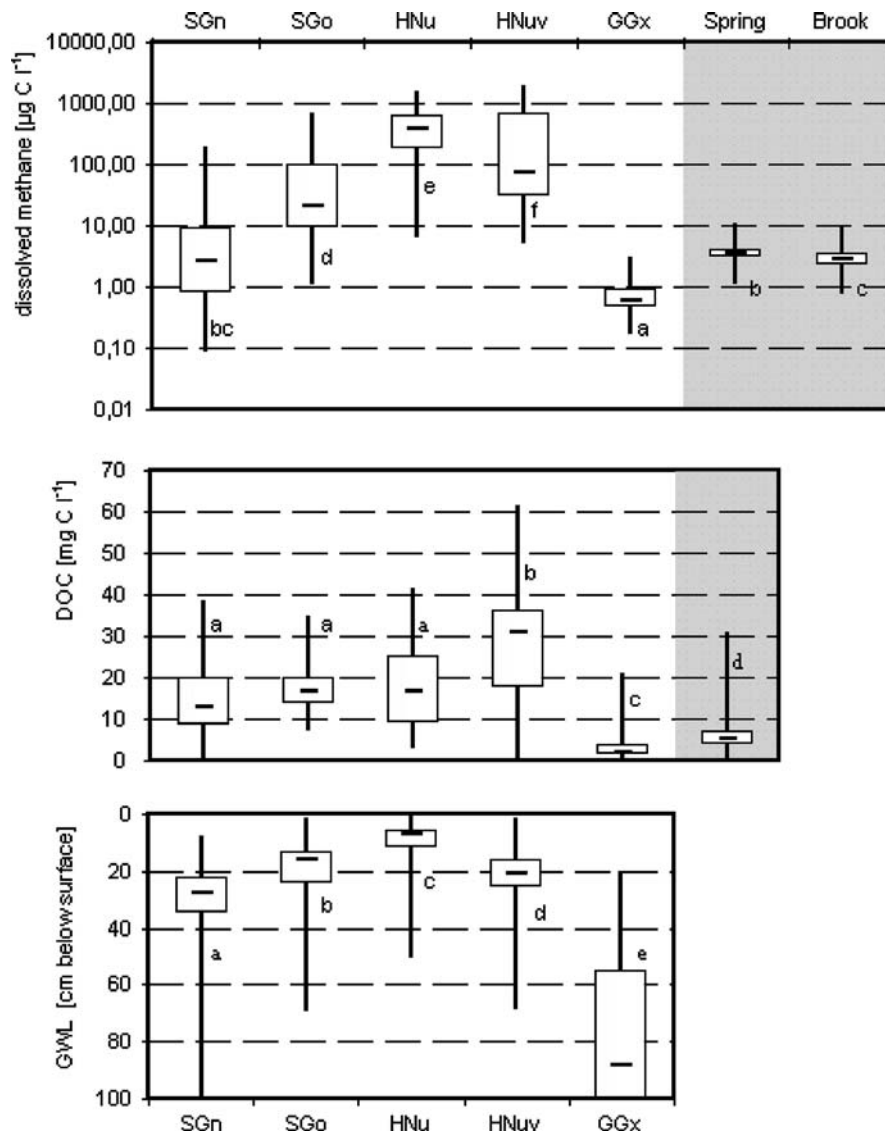 SGn SGo HNu HNuv GGx Spring Brook
dissolved methane [µg C l⁻¹]
10000,00
1000,00
100,00
10,00
1,00
0,10
0,01
bc
d
e
f
a
b
c
DOC [mg C l⁻¹]
70
60
50
40
30
20
10
0
a
a
a
b
c
d
GWL [cm below surface]
0
20
40
60
80
100
a
b
c
d
e
SGn SGo HNu HNuv GGx